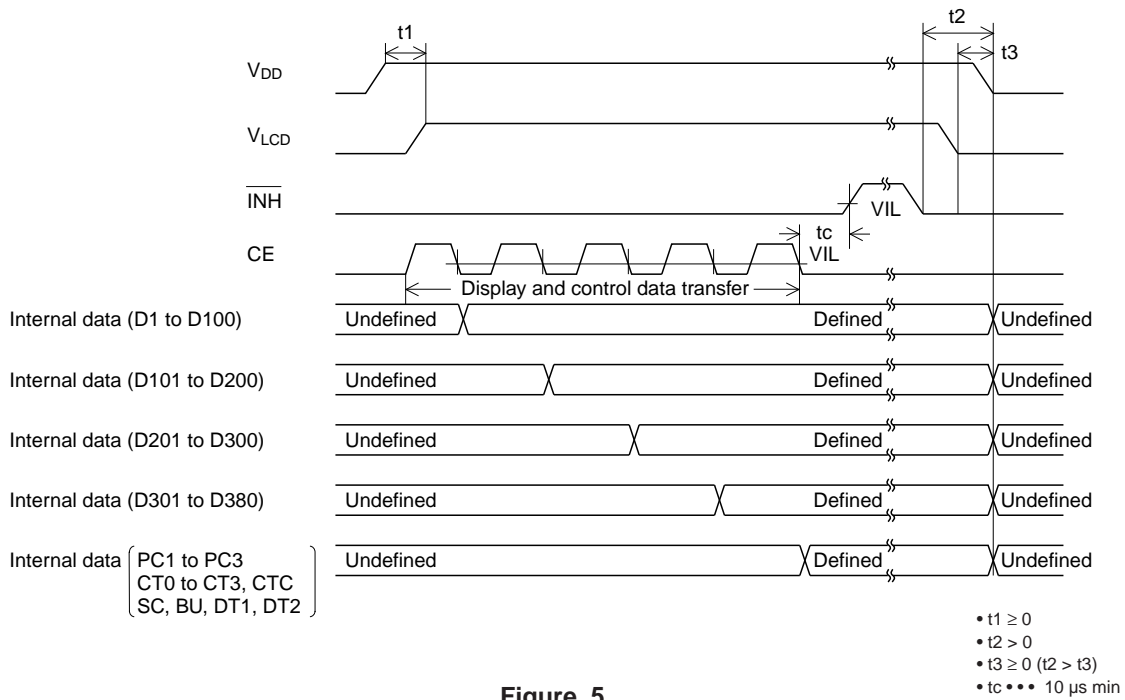 t1
t2
t3
VDD
VLCD
INH
VIL
tc
CE
VIL
Display and control data transfer
Internal data (D1 to D100)
Undefined
Defined
Undefined
Internal data (D101 to D200)
Undefined
Defined
Undefined
Internal data (D201 to D300)
Undefined
Defined
Undefined
Internal data (D301 to D380)
Undefined
Defined
Undefined
Internal data
PC1 to PC3
CT0 to CT3, CTC
SC, BU, DT1, DT2
Undefined
Defined
Undefined
• t1 ≥ 0
• t2 > 0
• t3 ≥ 0 (t2 > t3)
• tc • • • 10 µs min
Figure 5